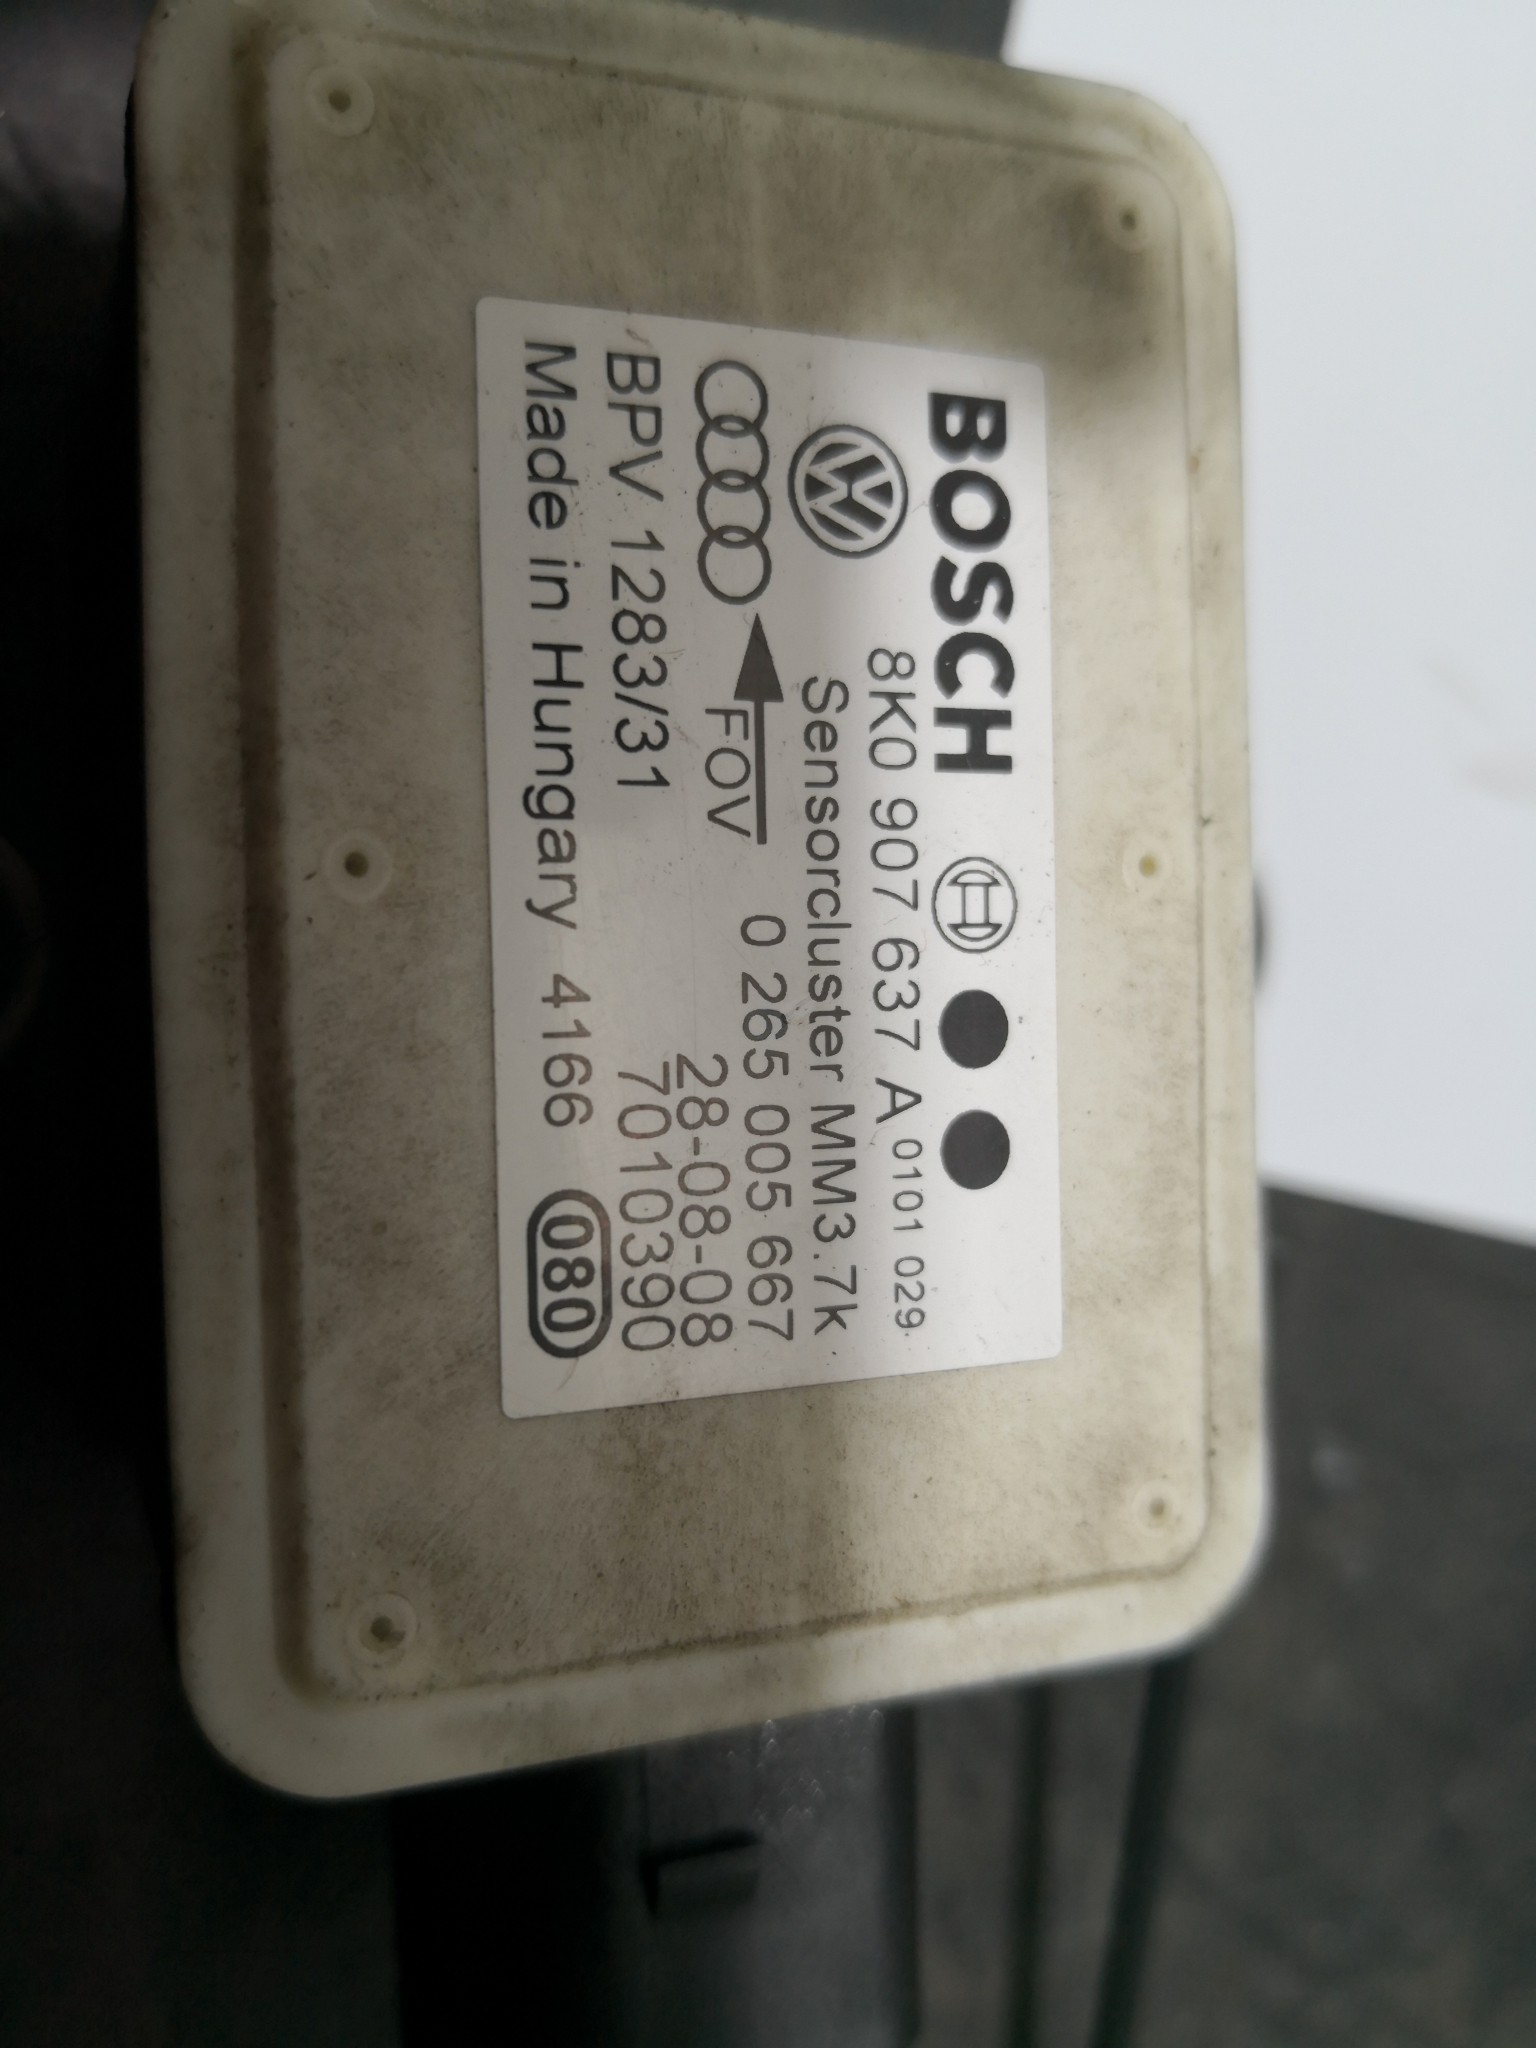 BOSCH
8K0 907 637 A 0101 029
Sensorcluster MM3.7k
FOV
0 265 005 667
28-08-08
BPV 1283/31
7010390
Made in Hungary 4166 080